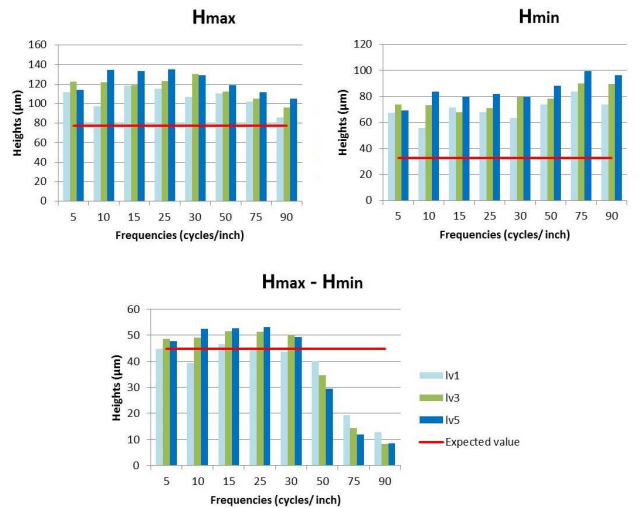 Hmax
160
140
120
100
80
60
40
20
0
Heights (µm)
5 10 15 25 30 50 75 90
Frequencies (cycles/inch)
Hmin
120
100
80
60
40
20
0
Heights (µm)
5 10 15 25 30 50 75 90
Frequencies (cycles/ inch)
Hmax - Hmin
60
50
40
30
20
10
0
Heights (µm)
5 10 15 25 30 50 75 90
Frequencies (cycles/ inch)
lv1
lv3
lv5
Expected value